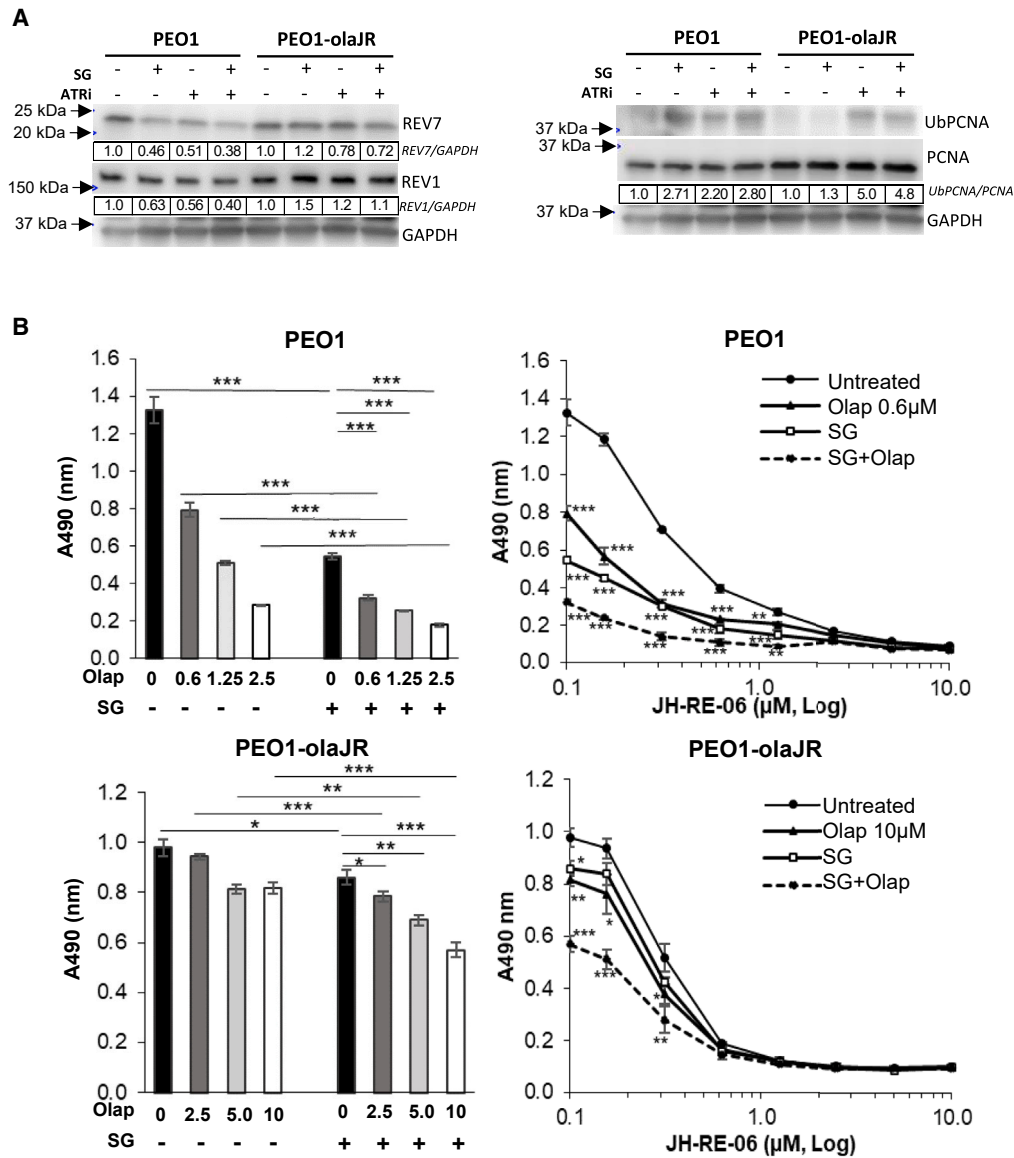 A
PEO1 PEO1-olaJR
SG - + - + - + - +
ATRi - - + + - - + +
25 kDa
20 kDa
REV7
1.0 0.46 0.51 0.38 1.0 1.2 0.78 0.72 REV7/GAPDH
150 kDa
REV1
1.0 0.63 0.56 0.40 1.0 1.5 1.2 1.1 REV1/GAPDH
37 kDa
GAPDH
PEO1 PEO1-olaJR
SG - + - + - - - +
ATRi - - + + - - + +
37 kDa
UbPCNA
37 kDa
PCNA
1.0 2.71 2.20 2.80 1.0 1.3 5.0 4.8 UbPCNA/PCNA
37 kDa
GAPDH
B
PEO1
A490 (nm)
1.6
1.4
1.2
1.0
0.8
0.6
0.4
0.2
0.0
***
***
***
***
***
***
***
Olap 0 0.6 1.25 2.5 0 0.6 1.25 2.5
SG - - - - + + + +
PEO1
A490 (nm)
1.6
1.4
1.2
1.0
0.8
0.6
0.4
0.2
0.0
Untreated
Olap 0.6µM
SG
SG+Olap
***
***
***
***
***
***
***
***
***
**
***
***
***
***
**
0.1 1.0 10.0
JH-RE-06 (µM, Log)
PEO1-olaJR
A490 (nm)
1.2
1.0
0.8
0.6
0.4
0.2
0.0
***
**
***
*
***
**
*
Olap 0 2.5 5.0 10 0 2.5 5.0 10
SG - - - - + + + +
PEO1-olaJR
A490 nm
1.2
1.0
0.8
0.6
0.4
0.2
0.0
Untreated
Olap 10µM
SG
SG+Olap
*
**
*
***
***
*
**
0.1 1.0 10.0
JH-RE-06 (µM, Log)